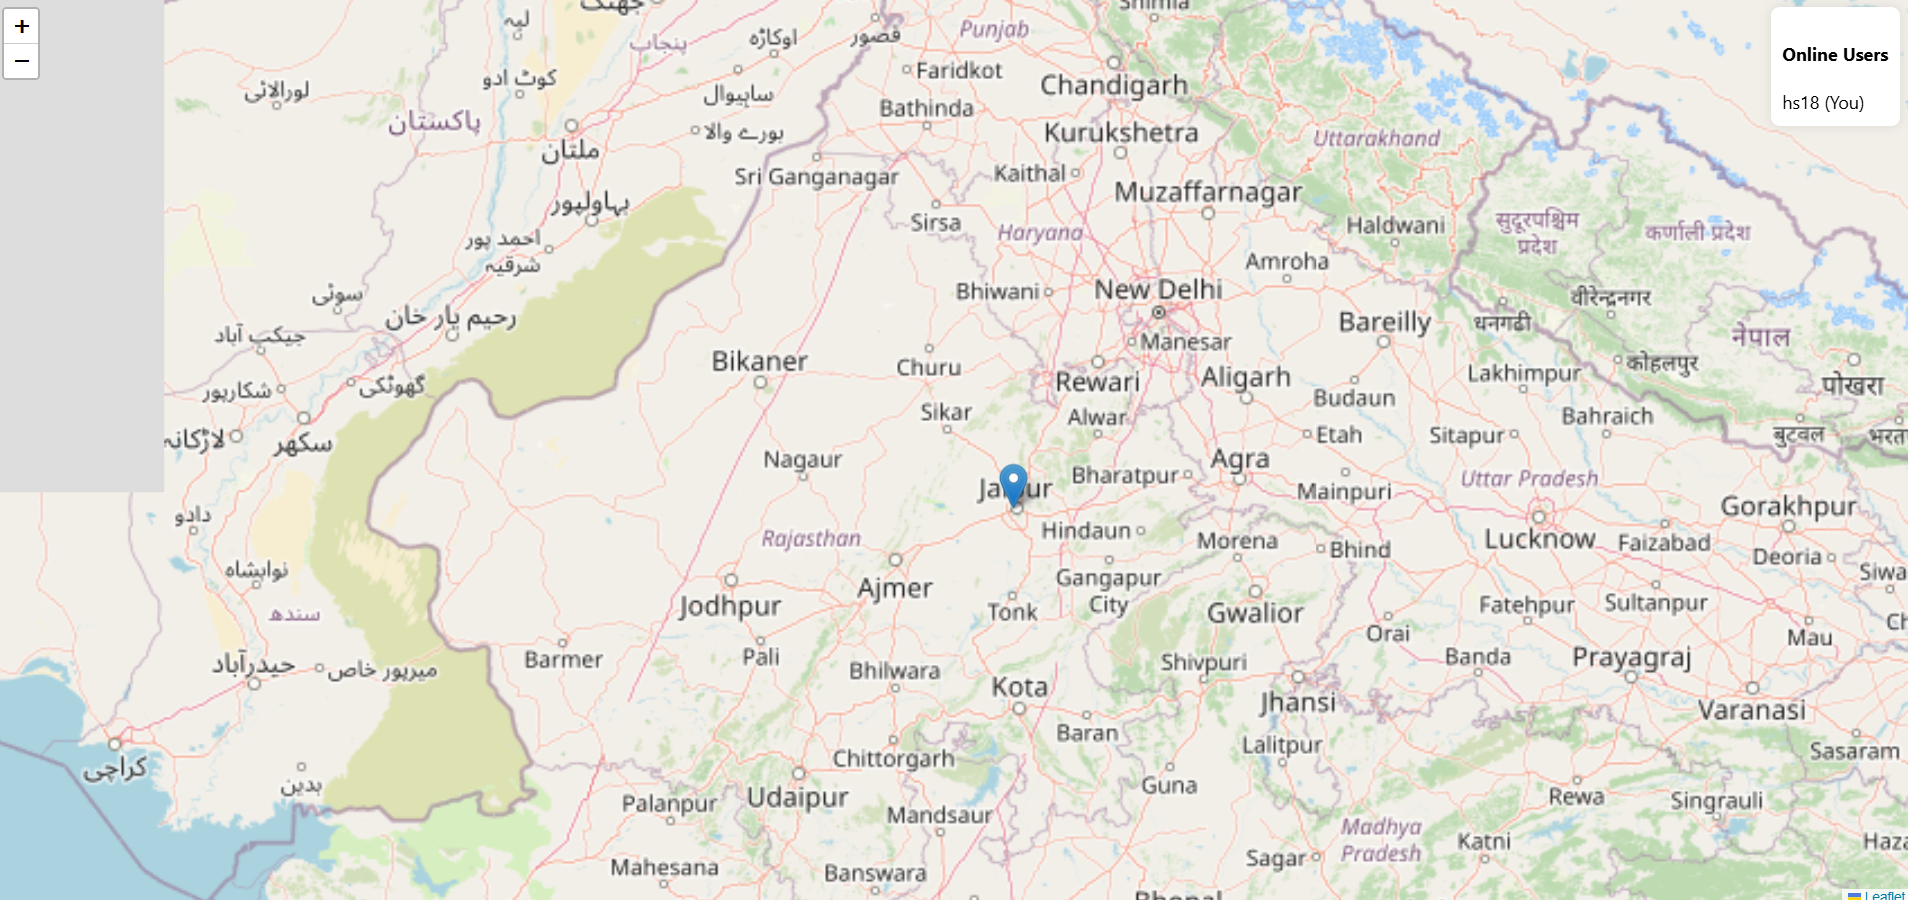 +
−
Online Users
hs18 (You)
جھنگ
Shimla
لیہ
Punjab
قصور
اوکاڑہ
پنجاب
کوٹ ادو
Faridkot
Chandigarh
لورالائی
ساہیوال
Bathinda
پاکستان
بورے والا
Kurukshetra
Uttarakhand
ملتان
Sri Ganganagar
Kaithal
Muzaffarnagar
بہاولپور
Sirsa
Haryana
Haldwani
सुदूरपश्चिम
प्रदेश
कर्णाली प्रदेश
احمد پور
شرقیہ
Amroha
سوئی
Bhiwani
New Delhi
वीरेन्द्रनगर
رحیم یار خان
Bareilly
धनगढी
جیکب آباد
Manesar
नेपाल
Bikaner
Churu
कोहलपुर
شکارپور
گھوٹکی
Rewari
Aligarh
Lakhimpur
पोखरा
Budaun
Sikar
Alwar
Bahraich
لاڑکانہ
سکھر
Etah
Sitapur
बुटवल
भरत
Nagaur
Agra
Bharatpur
Jaipur
Mainpuri
Uttar Pradesh
Gorakhpur
دادو
Rajasthan
Hindaun
Morena
Bhind
Lucknow
Faizabad
Deoria
نوابشاہ
Siwa
Ajmer
Gangapur
City
سندھ
Jodhpur
Tonk
Gwalior
Fatehpur
Sultanpur
Orai
Mau
Ch
حیدرآباد
میرپور خاص
Barmer
Pali
Bhilwara
Shivpuri
Banda
Prayagraj
Kota
Jhansi
Varanasi
Baran
کراچی
Chittorgarh
Lalitpur
Sasaram
بدین
Palanpur
Udaipur
Guna
Rewa
Singrauli
Mandsaur
Madhya
Pradesh
Katni
Haza
Mahesana
Banswara
Sagar
Bhopal
Leaflet